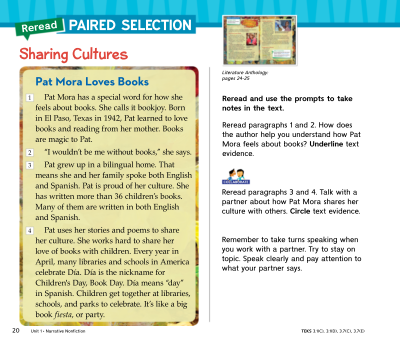 Reread PAIRED SELECTION
Sharing Cultures
Pat Mora Loves Books
1 Pat Mora has a special word for how she
feels about books. She calls it bookjoy. Born
in El Paso, Texas in 1942, Pat learned to love
books and reading from her mother. Books
are magic to Pat.
2 “I wouldn't be me without books,” she says.
3 Pat grew up in a bilingual home. That
means she and her family spoke both English
and Spanish. Pat is proud of her culture. She
has written more than 36 children's books.
Many of them are written in both English
and Spanish.
4 Pat uses her stories and poems to share
her culture. She works hard to share her
love of books with children. Every year in
April, many libraries and schools in America
celebrate Día. Día is the nickname for
Children's Day, Book Day. Día means “day”
in Spanish. Children get together at libraries,
schools, and parks to celebrate. It's like a big
book fiesta, or party.
Literature Anthology:
pages 24-25
Reread and use the prompts to take
notes in the text.
Reread paragraphs 1 and 2. How does
the author help you understand how Pat
Mora feels about books? Underline text
evidence.
COLLABORATE
Reread paragraphs 3 and 4. Talk with a
partner about how Pat Mora shares her
culture with others. Circle text evidence.
Remember to take turns speaking when
you work with a partner. Try to stay on
topic. Speak clearly and pay attention to
what your partner says.
20 Unit 1 • Narrative Nonfiction